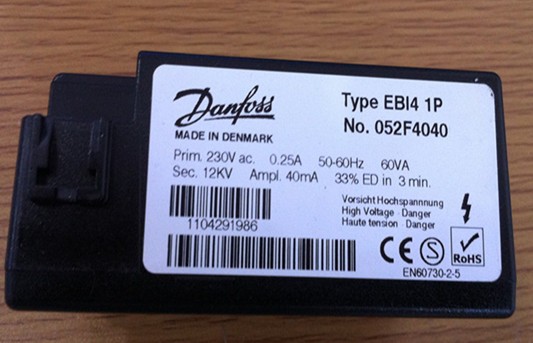 Danfoss
MADE IN DENMARK
Type EBI4 1P
No. 052F4040
Prim. 230V ac. 0.25A 50-60Hz 60VA
Sec. 12KV Ampl. 40mA 33% ED in 3 min.
1104291986
Vorsicht Hochspannnung
High Voltage · Danger
Haute tension · Danger
CE S RoHS
EN60730-2-5